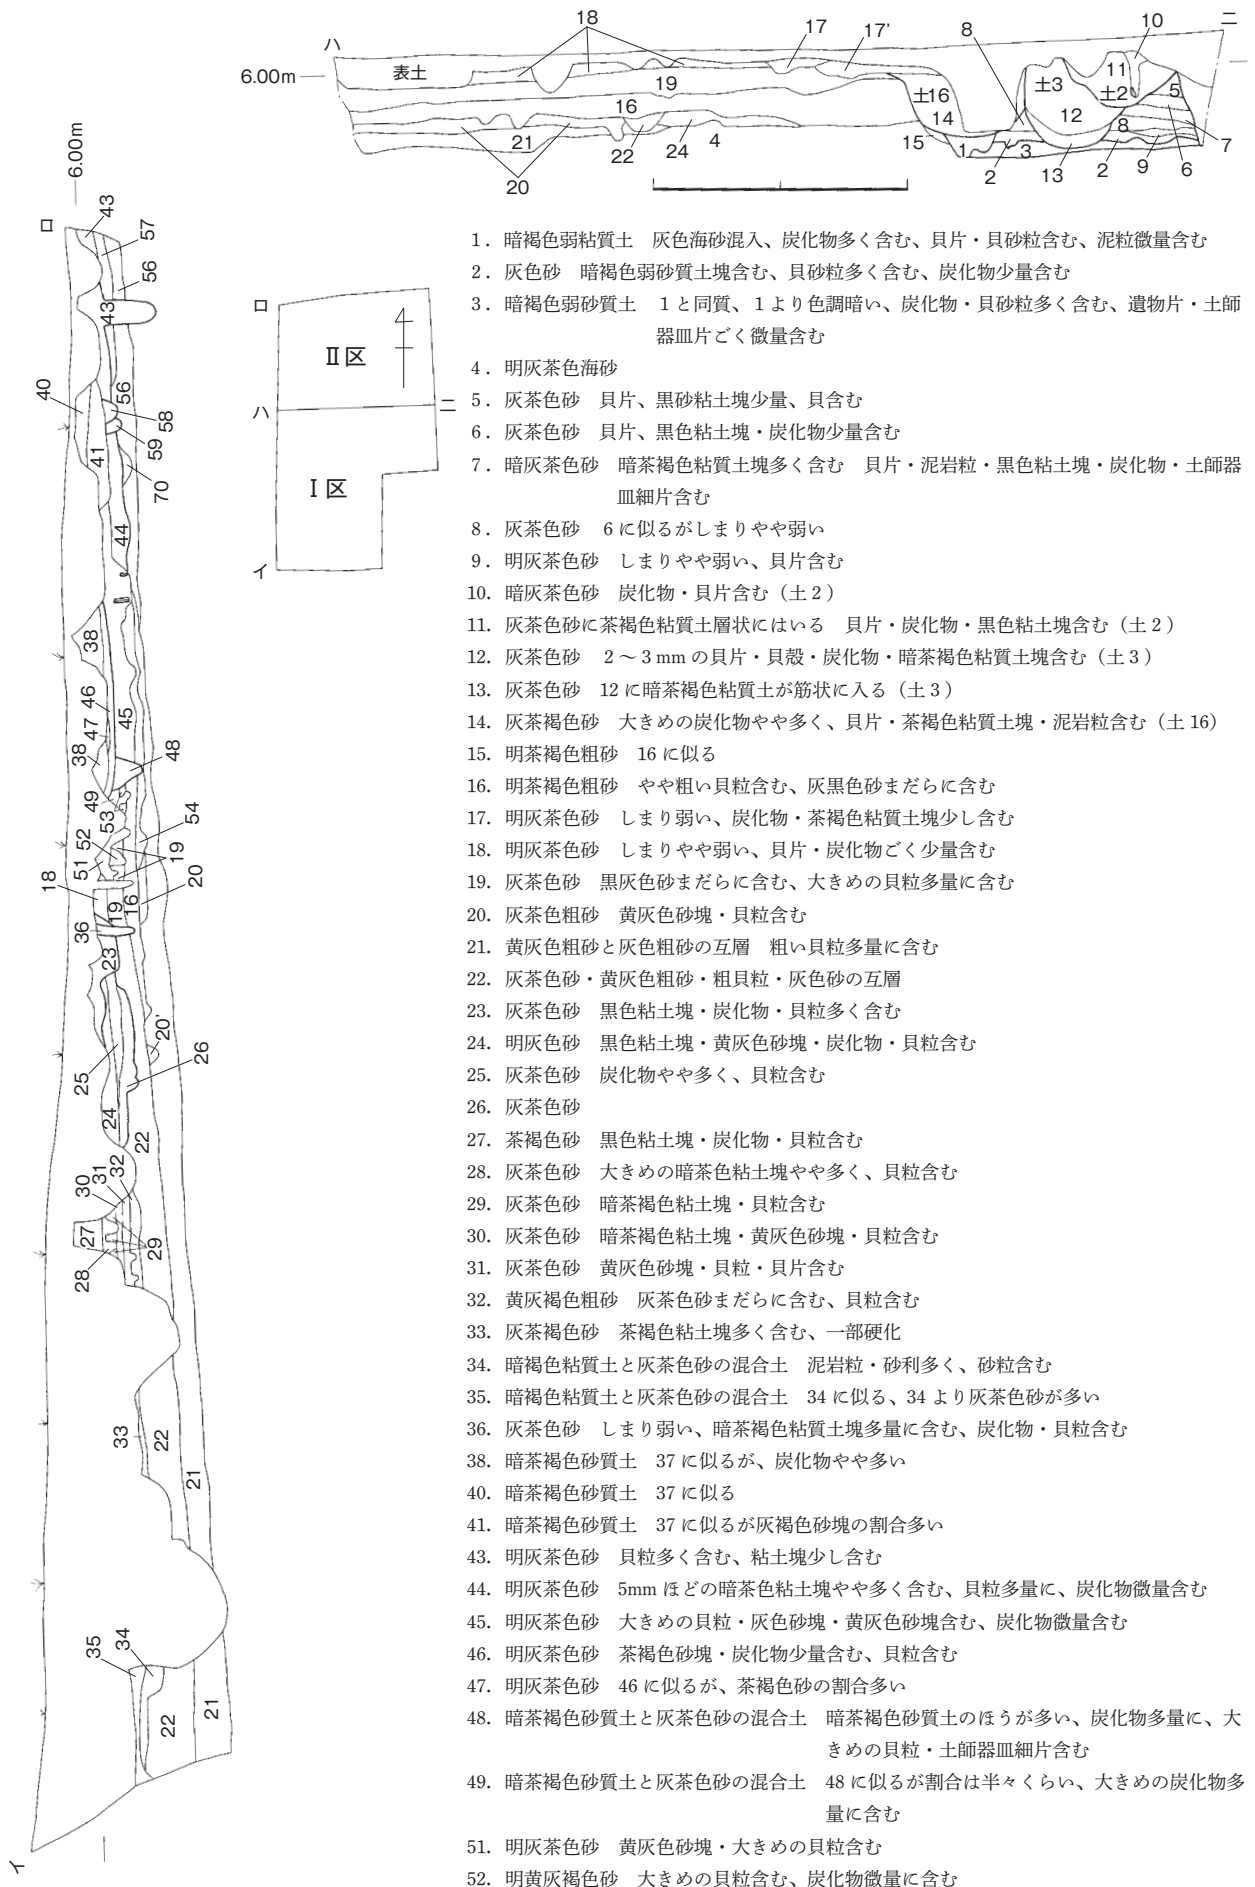 ハ
ニ
6.00m
表土
18
17
17'
8
10
19
16
21
20
22
24
4
土16
14
15
1
2
3
土3
12
13
11
土2
5
8
2
9
6
7
6.00m
ロ
43
57
56
43
40
56
58
59
41
70
44
38
46
47
45
38
48
49
53
54
52
51
19
20
18
19
16
36
23
20'
26
25
24
22
32
31
30
27
29
28
33
22
21
35
34
22
21
イ
ロ
Ⅱ区
ハ
ニ
Ⅰ区
イ
1. 暗褐色弱粘質土 灰色海砂混入、炭化物多く含む、貝片・貝砂粒含む、泥粒微量含む
2. 灰色砂 暗褐色弱砂質土塊含む、貝砂粒多く含む、炭化物少量含む
3. 暗褐色弱砂質土 1と同質、1より色調暗い、炭化物・貝砂粒多く含む、遺物片・土師
器皿片ごく微量含む
4. 明灰茶色海砂
5. 灰茶色砂 貝片、黒砂粘土塊少量、貝含む
6. 灰茶色砂 貝片、黒色粘土塊・炭化物少量含む
7. 暗灰茶色砂 暗茶褐色粘質土塊多く含む 貝片・泥岩粒・黒色粘土塊・炭化物・土師器
皿細片含む
8. 灰茶色砂 6に似るがしまりやや弱い
9. 明灰茶色砂 しまりやや弱い、貝片含む
10. 暗灰茶色砂 炭化物・貝片含む（土2）
11. 灰茶色砂に茶褐色粘質土層状にはいる 貝片・炭化物・黒色粘土塊含む（土2）
12. 灰茶色砂 2～3mmの貝片・貝殻・炭化物・暗茶褐色粘質土塊含む（土3）
13. 灰茶色砂 12に暗茶褐色粘質土が筋状に入る（土3）
14. 灰茶褐色砂 大きめの炭化物やや多く、貝片・茶褐色粘質土塊・泥岩粒含む（土16）
15. 明茶褐色粗砂 16に似る
16. 明茶褐色粗砂 やや粗い貝粒含む、灰黒色砂まだらに含む
17. 明灰茶色砂 しまり弱い、炭化物・茶褐色粘質土塊少し含む
18. 明灰茶色砂 しまりやや弱い、貝片・炭化物ごく少量含む
19. 灰茶色砂 黒灰色砂まだらに含む、大きめの貝粒多量に含む
20. 灰茶色粗砂 黄灰色砂塊・貝粒含む
21. 黄灰色粗砂と灰色粗砂の互層 粗い貝粒多量に含む
22. 灰茶色砂・黄灰色粗砂・粗貝粒・灰色砂の互層
23. 灰茶色砂 黒色粘土塊・炭化物・貝粒多く含む
24. 明灰色砂 黒色粘土塊・黄灰色砂塊・炭化物・貝粒含む
25. 灰茶色砂 炭化物やや多く、貝粒含む
26. 灰茶色砂
27. 茶褐色砂 黒色粘土塊・炭化物・貝粒含む
28. 灰茶色砂 大きめの暗茶色粘土塊やや多く、貝粒含む
29. 灰茶色砂 暗茶褐色粘土塊・貝粒含む
30. 灰茶色砂 暗茶褐色粘土塊・黄灰色砂塊・貝粒含む
31. 灰茶色砂 黄灰色砂塊・貝粒・貝片含む
32. 黄灰褐色粗砂 灰茶色砂まだらに含む、貝粒含む
33. 灰茶褐色砂 茶褐色粘土塊多く含む、一部硬化
34. 暗褐色粘質土と灰茶色砂の混合土 泥岩粒・砂利多く、砂粒含む
35. 暗褐色粘質土と灰茶色砂の混合土 34に似る、34より灰茶色砂が多い
36. 灰茶色砂 しまり弱い、暗茶褐色粘質土塊多量に含む、炭化物・貝粒含む
38. 暗茶褐色砂質土 37に似るが、炭化物やや多い
40. 暗茶褐色砂質土 37に似る
41. 暗茶褐色砂質土 37に似るが灰褐色砂塊の割合多い
43. 明灰茶色砂 貝粒多く含む、粘土塊少し含む
44. 明灰茶色砂 5mmほどの暗茶色粘土塊やや多く含む、貝粒多量に、炭化物微量含む
45. 明灰茶色砂 大きめの貝粒・灰色砂塊・黄灰色砂塊含む、炭化物微量含む
46. 明灰茶色砂 茶褐色砂塊・炭化物少量含む、貝粒含む
47. 明灰茶色砂 46に似るが、茶褐色砂の割合多い
48. 暗茶褐色砂質土と灰茶色砂の混合土 暗茶褐色砂質土のほうが多い、炭化物多量に、大
きめの貝粒・土師器皿細片含む
49. 暗茶褐色砂質土と灰茶色砂の混合土 48に似るが割合は半々くらい、大きめの炭化物多
量に含む
51. 明灰茶色砂 黄灰色砂塊・大きめの貝粒含む
52. 明黄灰褐色砂 大きめの貝粒含む、炭化物微量に含む